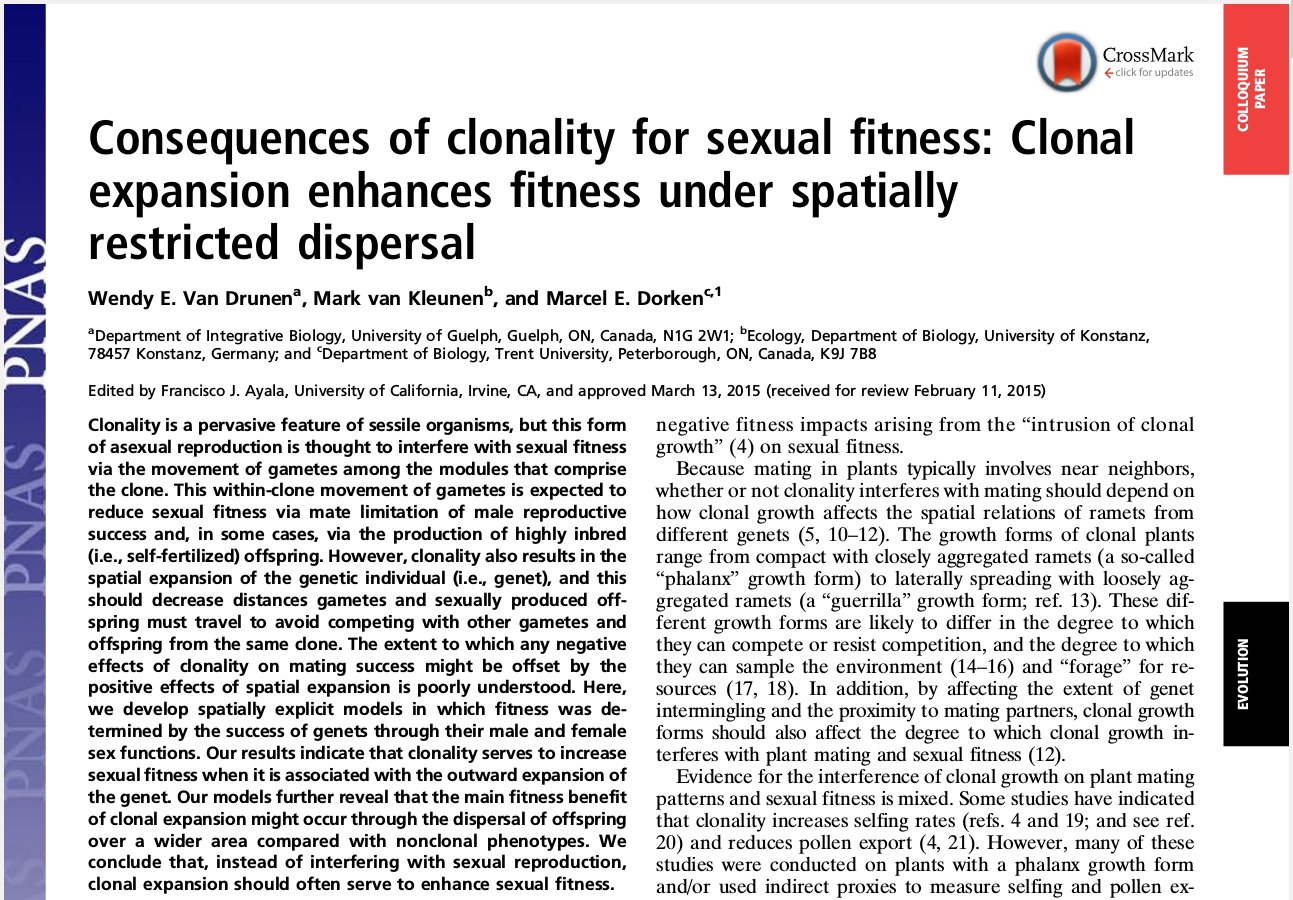 CrossMark
click for updates
COLLOQUIUM
PAPER
Consequences of clonality for sexual fitness: Clonal
expansion enhances fitness under spatially
restricted dispersal
Wendy E. Van Drunenᵃ, Mark van Kleunenᵇ, and Marcel E. Dorkenᶜ,¹
ᵃDepartment of Integrative Biology, University of Guelph, Guelph, ON, Canada, N1G 2W1; ᵇEcology, Department of Biology, University of Konstanz,
78457 Konstanz, Germany; and ᶜDepartment of Biology, Trent University, Peterborough, ON, Canada, K9J 7B8
Edited by Francisco J. Ayala, University of California, Irvine, CA, and approved March 13, 2015 (received for review February 11, 2015)
Clonality is a pervasive feature of sessile organisms, but this form
of asexual reproduction is thought to interfere with sexual fitness
via the movement of gametes among the modules that comprise
the clone. This within-clone movement of gametes is expected to
reduce sexual fitness via mate limitation of male reproductive
success and, in some cases, via the production of highly inbred
(i.e., self-fertilized) offspring. However, clonality also results in the
spatial expansion of the genetic individual (i.e., genet), and this
should decrease distances gametes and sexually produced off-
spring must travel to avoid competing with other gametes and
offspring from the same clone. The extent to which any negative
effects of clonality on mating success might be offset by the
positive effects of spatial expansion is poorly understood. Here,
we develop spatially explicit models in which fitness was de-
termined by the success of genets through their male and female
sex functions. Our results indicate that clonality serves to increase
sexual fitness when it is associated with the outward expansion of
the genet. Our models further reveal that the main fitness benefit
of clonal expansion might occur through the dispersal of offspring
over a wider area compared with nonclonal phenotypes. We
conclude that, instead of interfering with sexual reproduction,
clonal expansion should often serve to enhance sexual fitness.
negative fitness impacts arising from the “intrusion of clonal
growth” (4) on sexual fitness.
Because mating in plants typically involves near neighbors,
whether or not clonality interferes with mating should depend on
how clonal growth affects the spatial relations of ramets from
different genets (5, 10–12). The growth forms of clonal plants
range from compact with closely aggregated ramets (a so-called
“phalanx” growth form) to laterally spreading with loosely ag-
gregated ramets (a “guerrilla” growth form; ref. 13). These dif-
ferent growth forms are likely to differ in the degree to which
they can compete or resist competition, and the degree to which
they can sample the environment (14–16) and “forage” for re-
sources (17, 18). In addition, by affecting the extent of genet
intermingling and the proximity to mating partners, clonal growth
forms should also affect the degree to which clonal growth in-
terferes with plant mating and sexual fitness (12).
Evidence for the interference of clonal growth on plant mating
patterns and sexual fitness is mixed. Some studies have indicated
that clonality increases selfing rates (refs. 4 and 19; and see ref.
20) and reduces pollen export (4, 21). However, many of these
studies were conducted on plants with a phalanx growth form
and/or used indirect proxies to measure selfing and pollen ex-
EVOLUTION
PNAS
PNAS
PNAS